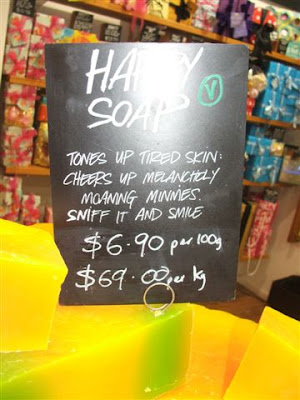 HAPPY
SOAP V
TONES UP TIRED SKIN:
CHEERS UP MELANCHOLY
MOANING MINNIES.
SNIFF IT AND SMILE
$6.90 per 100g
$69.00 per kg